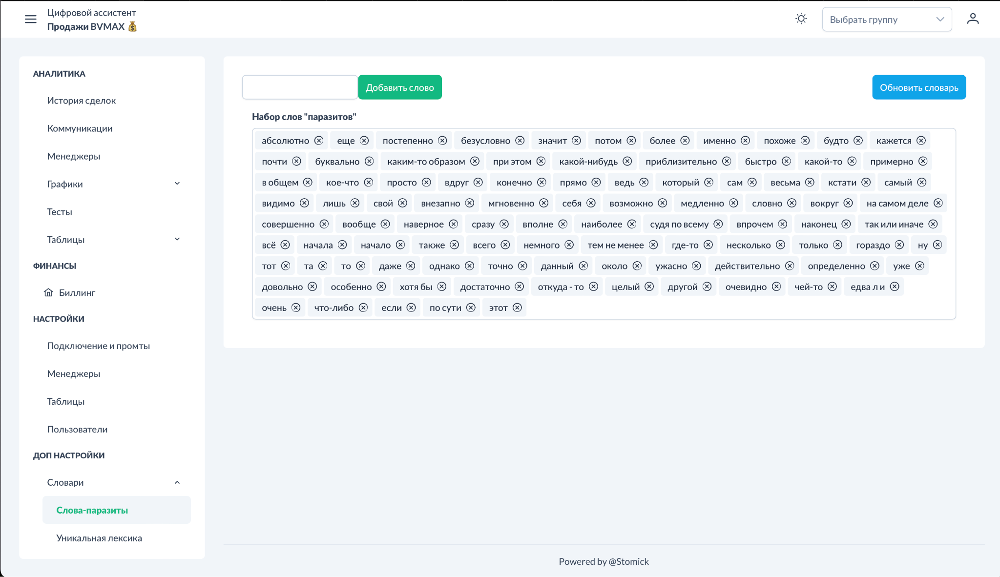 Цифровой ассистент
Продажи BVMAX 💰
Выбрать группу
АНАЛИТИКА
История сделок
Коммуникации
Менеджеры
Графики
Тесты
Таблицы
ФИНАНСЫ
Биллинг
НАСТРОЙКИ
Подключение и промты
Менеджеры
Таблицы
Пользователи
ДОП НАСТРОЙКИ
Словари
Слова-паразиты
Уникальная лексика
Добавить слово
Обновить словарь
Набор слов "паразитов"
абсолютно еще постепенно безусловно значит потом более именно похоже будто кажется
почти буквально каким-то образом при этом какой-нибудь приблизительно быстро какой-то примерно
в общем кое-что просто вдруг конечно прямо ведь который сам весьма кстати самый
видимо лишь свой внезапно мгновенно себя возможно медленно словно вокруг на самом деле
совершенно вообще наверное сразу вполне наиболее судя по всему впрочем наконец так или иначе
всё начала начало также всего немного тем не менее где-то несколько только гораздо ну
тот та то даже однако точно данный около ужасно действительно определенно уже
довольно особенно хотя бы достаточно откуда - то целый другой очевидно чей-то едва л и
очень что-либо если по сути этот
Powered by @Stomick